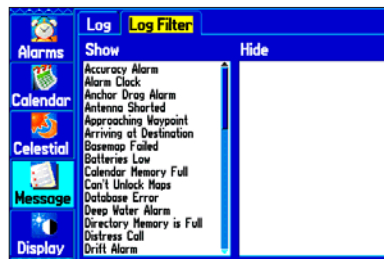 Log Log Filter
Alarms
Calendar
Celestial
Message
Display
Show
Accuracy Alarm
Alarm Clock
Anchor Drag Alarm
Antenna Shorted
Approaching Waypoint
Arriving at Destination
Basemap Failed
Batteries Low
Calendar Memory Full
Can't Unlock Maps
Database Error
Deep Water Alarm
Directory Memory is Full
Distress Call
Drift Alarm
Hide